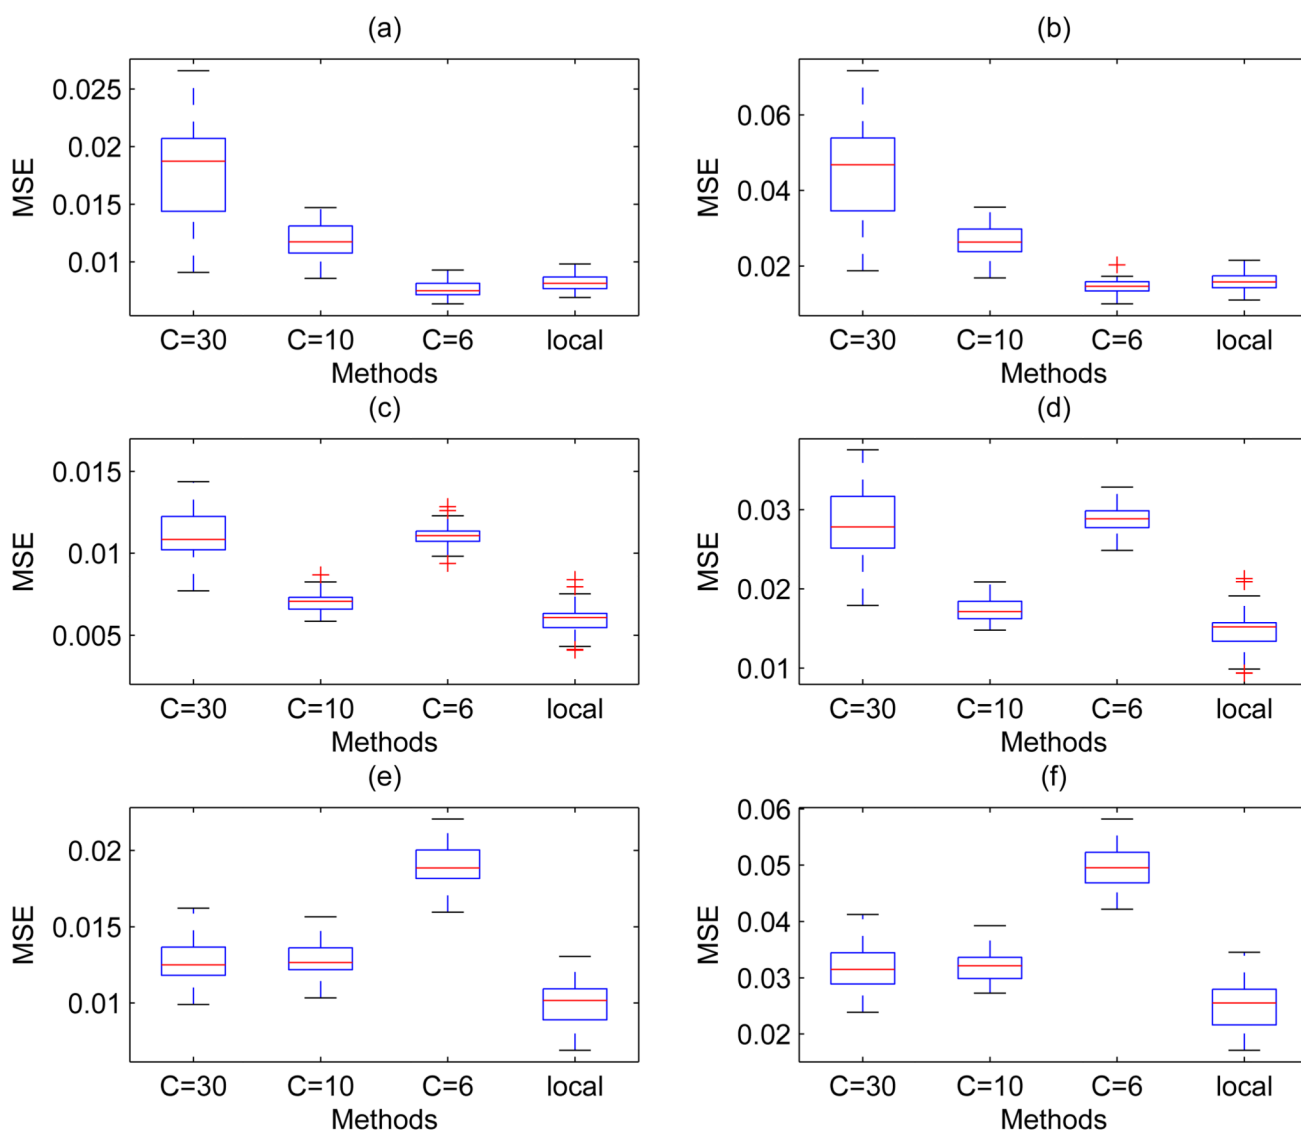 (a)
MSE
0.025
0.02
0.015
0.01
C=30 C=10 C=6 local
Methods
(b)
MSE
0.06
0.04
0.02
C=30 C=10 C=6 local
Methods
(c)
MSE
0.015
0.01
0.005
C=30 C=10 C=6 local
Methods
(d)
MSE
0.03
0.02
0.01
C=30 C=10 C=6 local
Methods
(e)
MSE
0.02
0.015
0.01
C=30 C=10 C=6 local
Methods
(f)
MSE
0.06
0.05
0.04
0.03
0.02
C=30 C=10 C=6 local
Methods